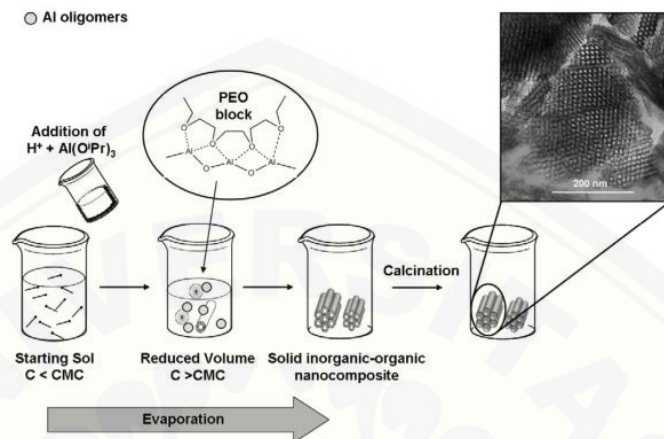 Al oligomers
PEO
block
Addition of
H⁺ + Al(OⁱPr)₃
Al
O
200 nm
Calcination
Starting Sol
C < CMC
Reduced Volume
C >CMC
Solid inorganic-organic
nanocomposite
Evaporation